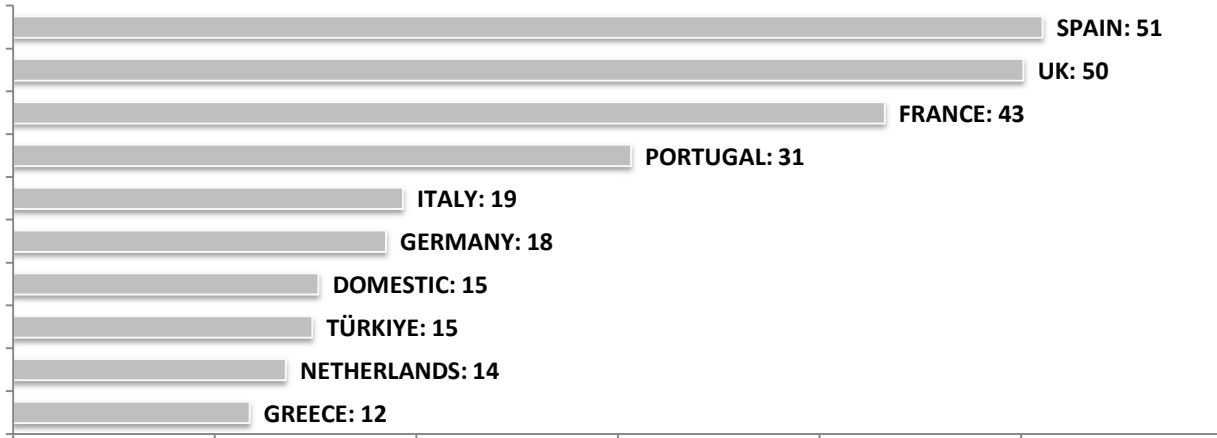 SPAIN: 51
UK: 50
FRANCE: 43
PORTUGAL: 31
ITALY: 19
GERMANY: 18
DOMESTIC: 15
TÜRKIYE: 15
NETHERLANDS: 14
GREECE: 12